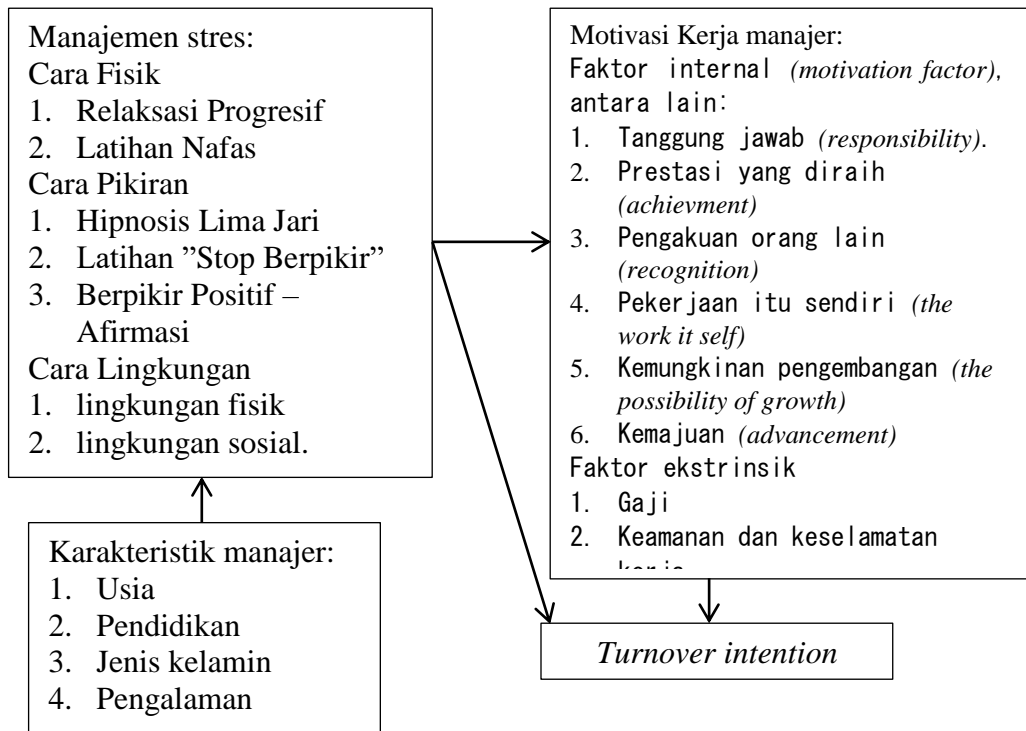 Manajemen stres:
Cara Fisik
1. Relaksasi Progresif
2. Latihan Nafas
Cara Pikiran
1. Hipnosis Lima Jari
2. Latihan ”Stop Berpikir”
3. Berpikir Positif –
Afirmasi
Cara Lingkungan
1. lingkungan fisik
2. lingkungan sosial.
Karakteristik manajer:
1. Usia
2. Pendidikan
3. Jenis kelamin
4. Pengalaman
Motivasi Kerja manajer:
Faktor internal (motivation factor),
antara lain:
1. Tanggung jawab (responsibility).
2. Prestasi yang diraih
(achievment)
3. Pengakuan orang lain
(recognition)
4. Pekerjaan itu sendiri (the
work it self)
5. Kemungkinan pengembangan (the
possibility of growth)
6. Kemajuan (advancement)
Faktor ekstrinsik
1. Gaji
2. Keamanan dan keselamatan
Turnover intention